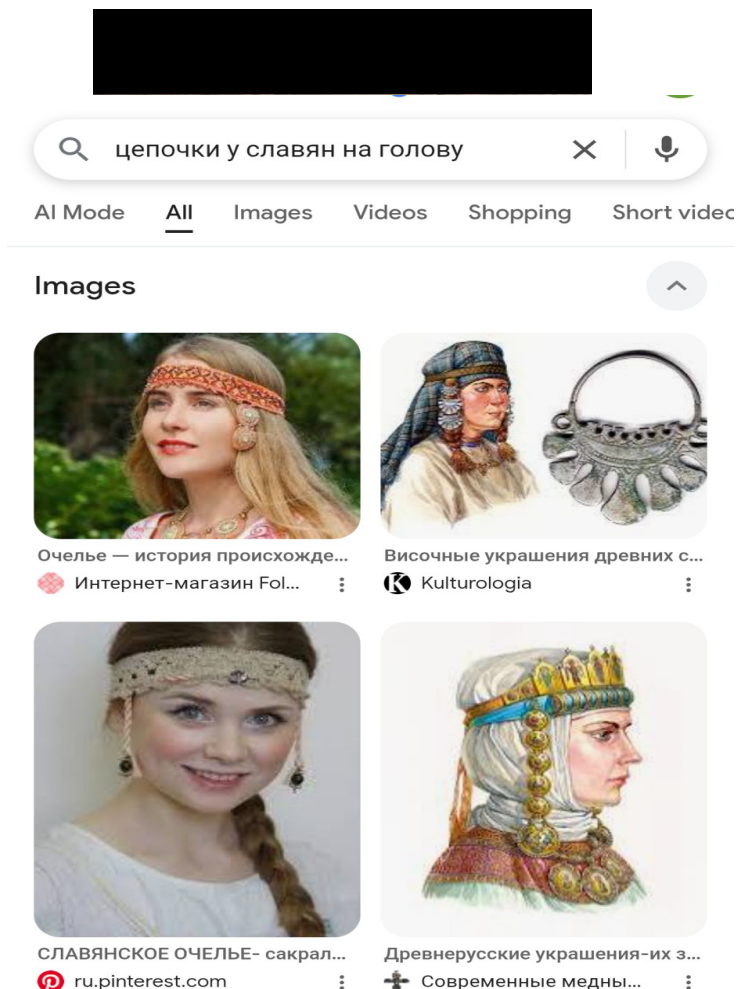 цепочки у славян на голову
AI Mode All Images Videos Shopping Short videc
Images
Очелье — история происхожде... Височные украшения древних с...
Интернет-магазин Fol... Kulturologia
СЛАВЯНСКОЕ ОЧЕЛЬЕ- сакрал... Древнерусские украшения-их з...
ru.pinterest.com Современные медны...